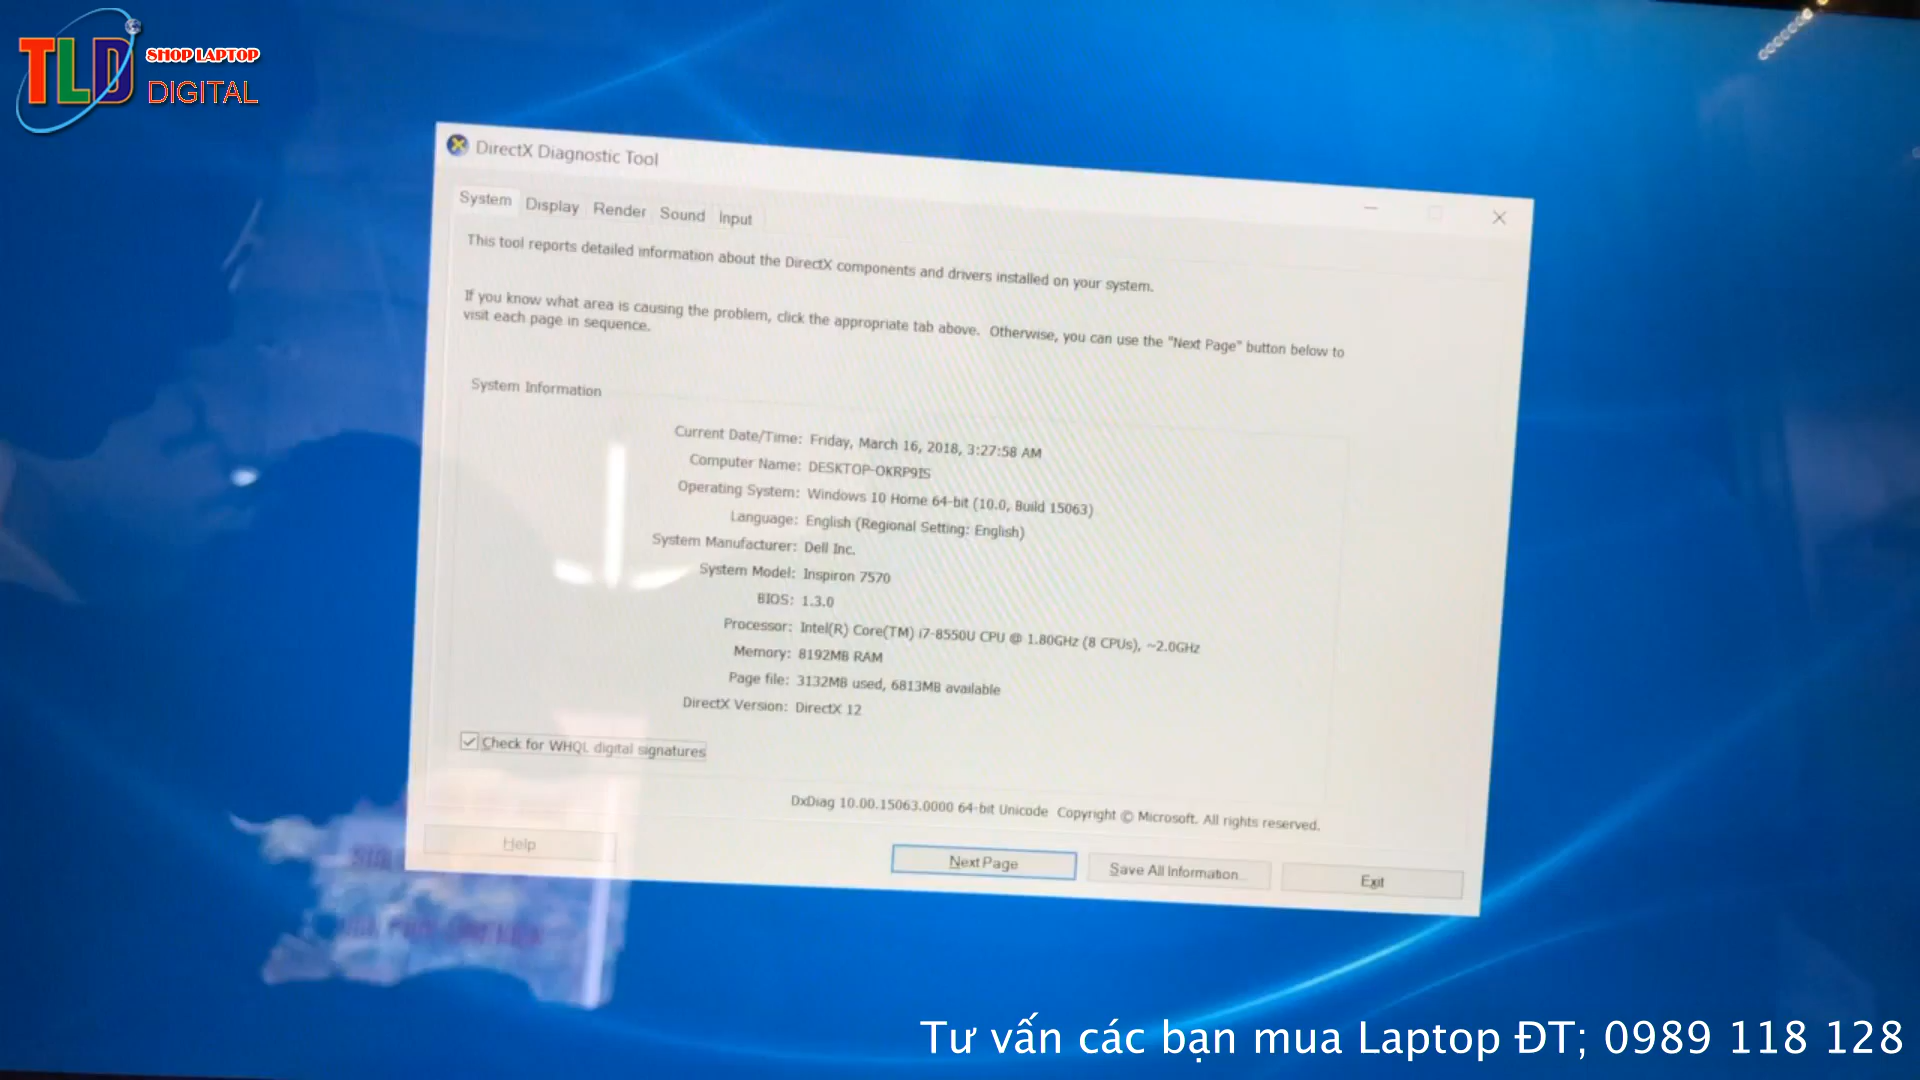 TLD SHOP LAPTOP
DIGITAL
DirectX Diagnostic Tool
System Display Render Sound Input
This tool reports detailed information about the DirectX components and drivers installed on your system.
If you know what area is causing the problem, click the appropriate tab above. Otherwise, you can use the "Next Page" button below to
visit each page in sequence.
System Information
Current Date/Time: Friday, March 16, 2018, 3:27:58 AM
Computer Name: DESKTOP-OKRP9IS
Operating System: Windows 10 Home 64-bit (10.0, Build 15063)
Language: English (Regional Setting: English)
System Manufacturer: Dell Inc.
System Model: Inspiron 7570
BIOS: 1.3.0
Processor: Intel(R) Core(TM) i7-8550U CPU @ 1.80GHz (8 CPUs), ~2.0GHz
Memory: 8192MB RAM
Page file: 3132MB used, 6813MB available
DirectX Version: DirectX 12
Check for WHQL digital signatures
DxDiag 10.00.15063.0000 64-bit Unicode Copyright © Microsoft. All rights reserved.
Help
Next Page
Save All Information...
Exit
Tư vấn các bạn mua Laptop ĐT; 0989 118 128